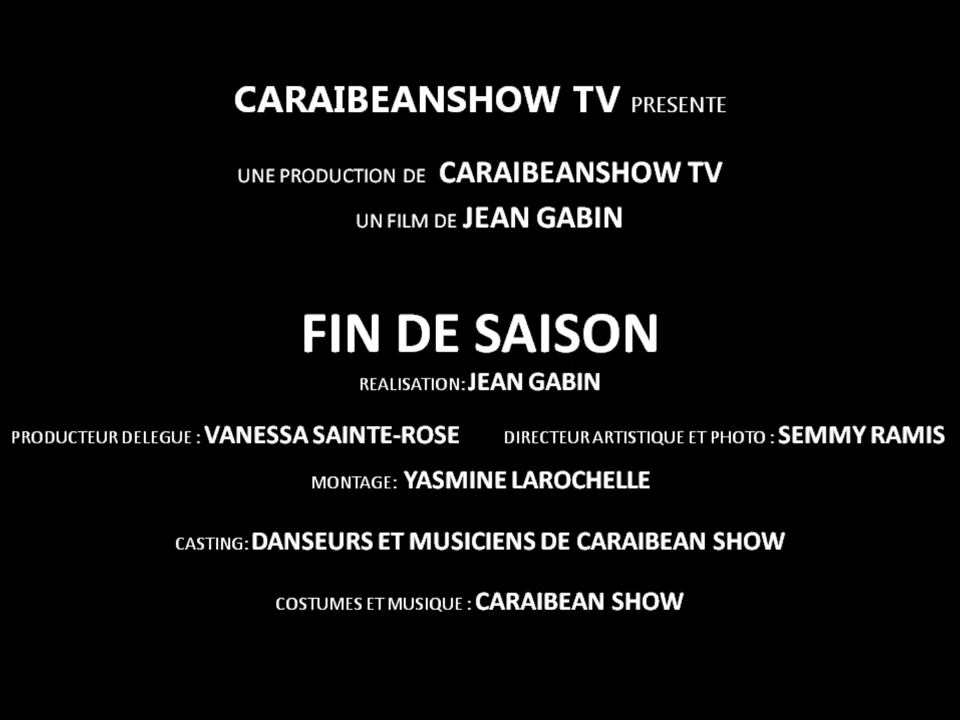 CARAIBEANSHOW TV PRESENTE
UNE PRODUCTION DE CARAIBEANSHOW TV
UN FILM DE JEAN GABIN
FIN DE SAISON
REALISATION: JEAN GABIN
PRODUCTEUR DELEGUE : VANESSA SAINTE-ROSE DIRECTEUR ARTISTIQUE ET PHOTO : SEMMY RAMIS
MONTAGE: YASMINE LAROCHELLE
CASTING: DANSEURS ET MUSICIENS DE CARAIBEAN SHOW
COSTUMES ET MUSIQUE : CARAIBEAN SHOW